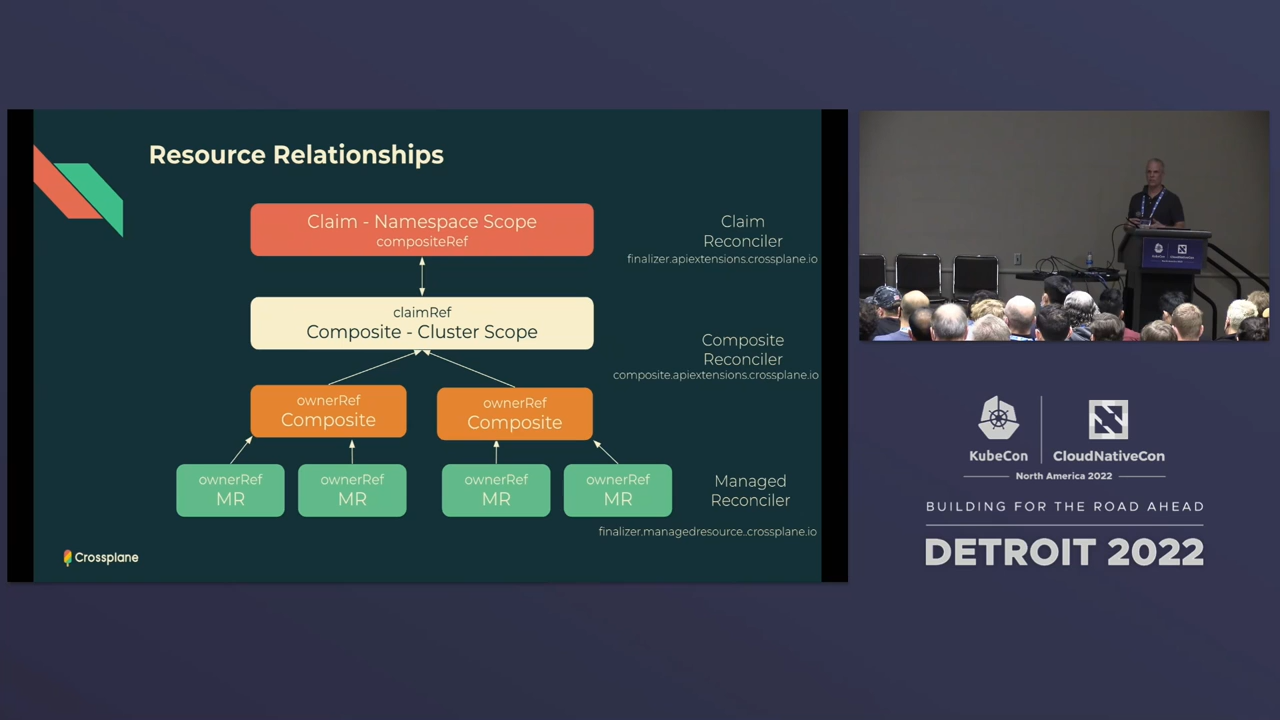 Resource Relationships
Claim - Namespace Scope
compositeRef
Claim
Reconciler
finalizer.apiextensions.crossplane.io
claimRef
Composite - Cluster Scope
Composite
Reconciler
composite.apiextensions.crossplane.io
ownerRef
Composite
ownerRef
Composite
ownerRef
MR
ownerRef
MR
ownerRef
MR
ownerRef
MR
Managed
Reconciler
finalizer.managedresource..crossplane.io
Crossplane
KubeCon
CloudNativeCon
North America 2022
BUILDING FOR THE ROAD AHEAD
DETROIT 2022